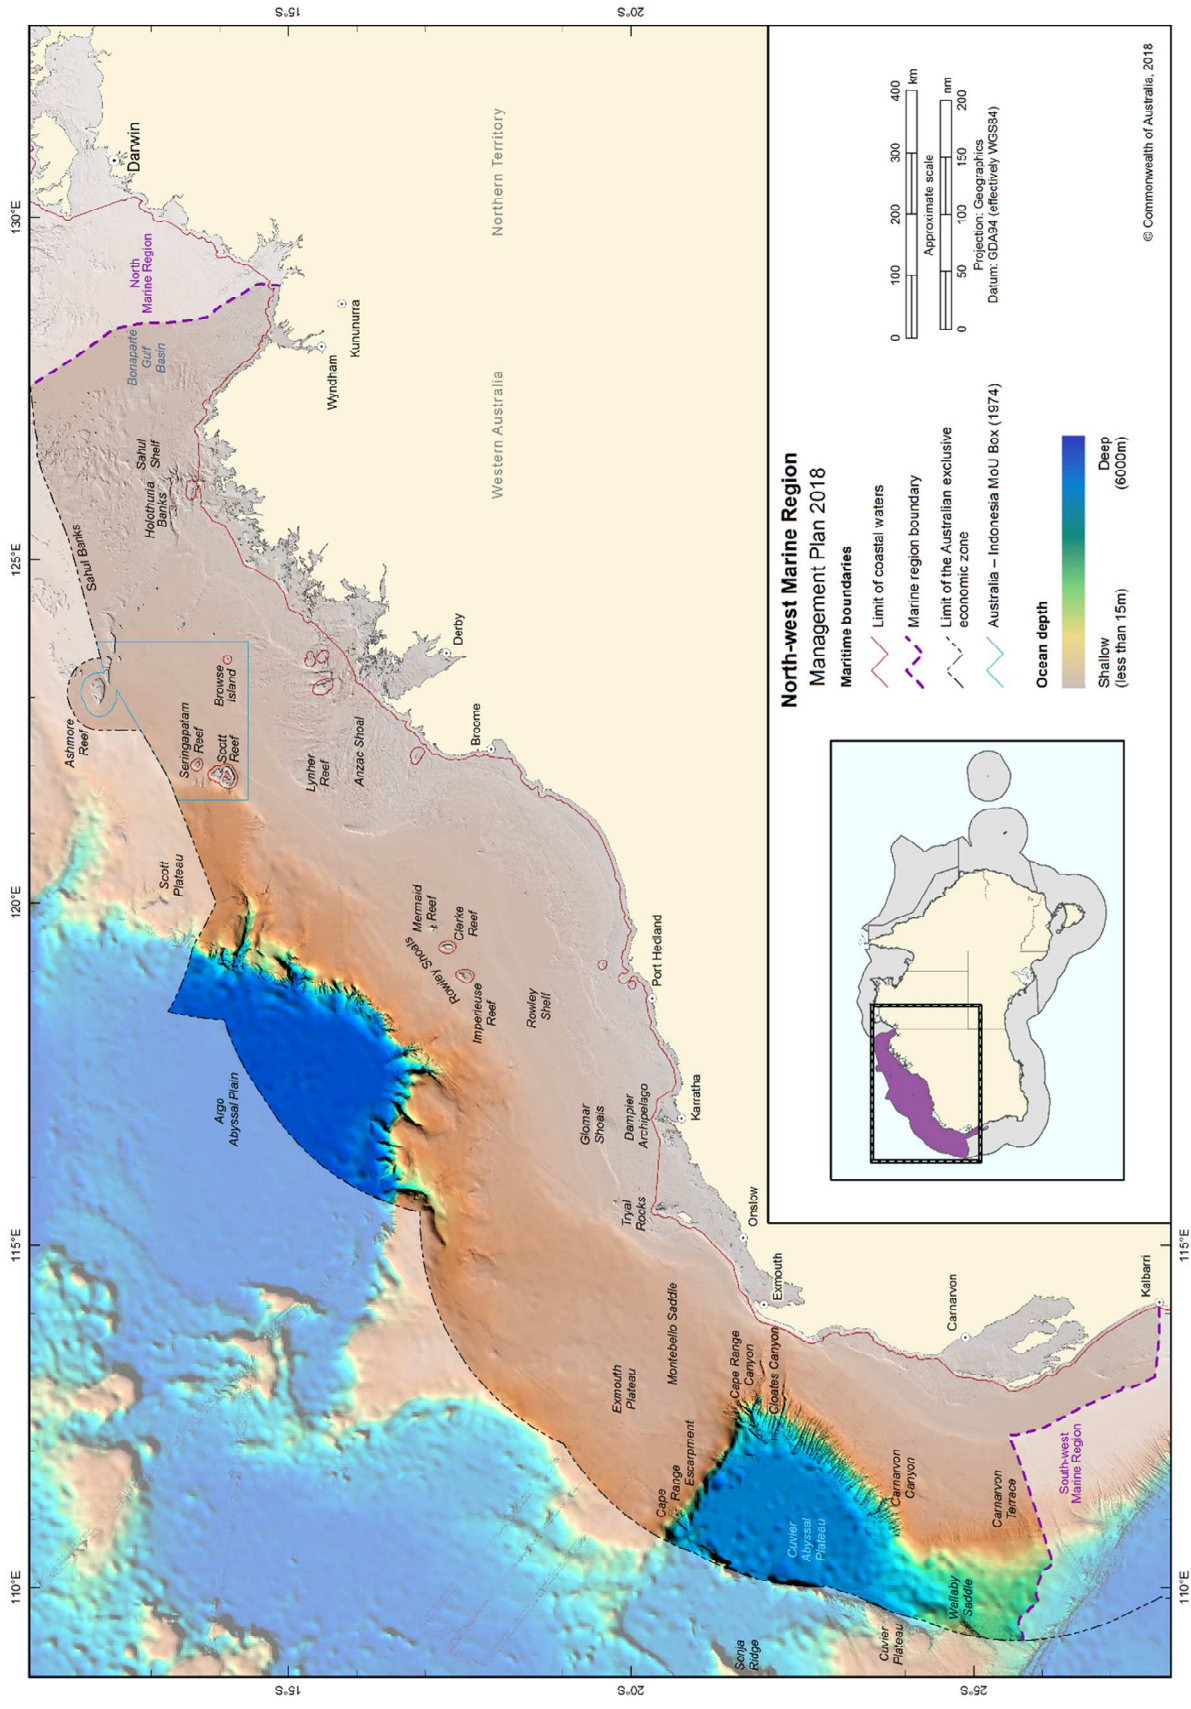 110°E
115°E
120°E
125°E
130°E
15°S
20°S
25°S
15°S
20°S
110°E
115°E
Darwin
North
Marine Region
Bonaparte
Gulf
Basin
Northern Territory
Western Australia
Kununurra
Wyndham
Sahul
Shelf
Holothuria
Banks
Sahul Banks
Ashmore
Reef
Seringapatam
Reef
Scott
Reef
Browse
island
Derby
Broome
Lynher
Reef
Anzac Shoal
Scott
Plateau
Mermaid
Reef
Clerke
Reef
Rowley Shoals
Imperieuse
Reef
Rowley
Shelf
Port Hedland
Argo
Abyssal Plain
Glomar
Shoals
Dampier
Archipelago
Karratha
Tryal
Rocks
Onslow
Exmouth
Montebello Saddle
Exmouth
Plateau
Cape Range
Canyon
Cloates Canyon
Cape
Range
Escarpment
Carnarvon
Kalbarri
Carnarvon
Canyon
Carnarvon
Terrace
South-west
Marine Region
Cuvier
Abyssal
Plateau
Wallaby
Saddle
Cuvier
Plateau
Sonja
Ridge
North-west Marine Region
Management Plan 2018
Maritime boundaries
Limit of coastal waters
Marine region boundary
Limit of the Australian exclusive
economic zone
Australia – Indonesia MoU Box (1974)
Ocean depth
Shallow
(less than 15m)
Deep
(6000m)
0 100 200 300 400
km
Approximate scale
nm
0 50 100 150 200
Projection: Geographics
Datum: GDA94 (effectively WGS84)
© Commonwealth of Australia, 2018